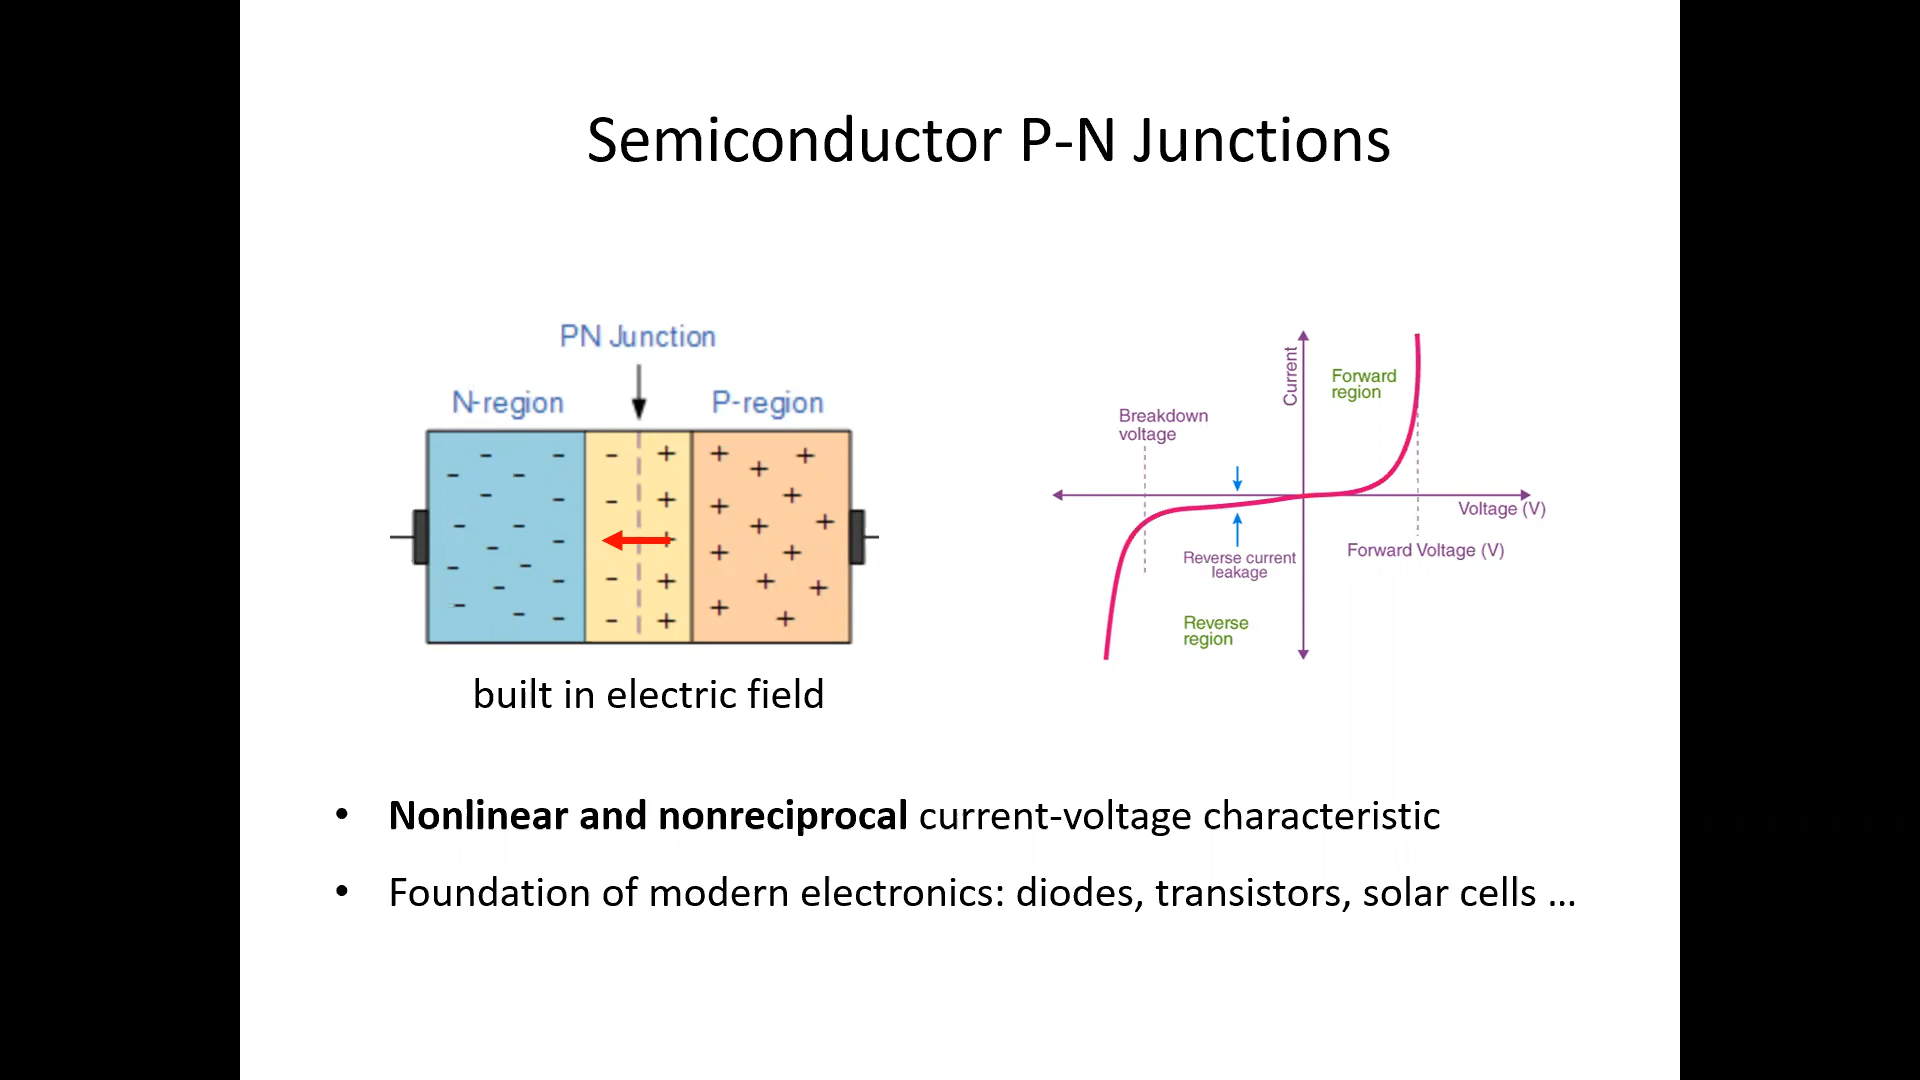 Semiconductor P-N Junctions
PN Junction
N-region
P-region
built in electric field
Current
Forward
region
Breakdown
voltage
Voltage (V)
Forward Voltage (V)
Reverse current
leakage
Reverse
region
• Nonlinear and nonreciprocal current-voltage characteristic
• Foundation of modern electronics: diodes, transistors, solar cells ...